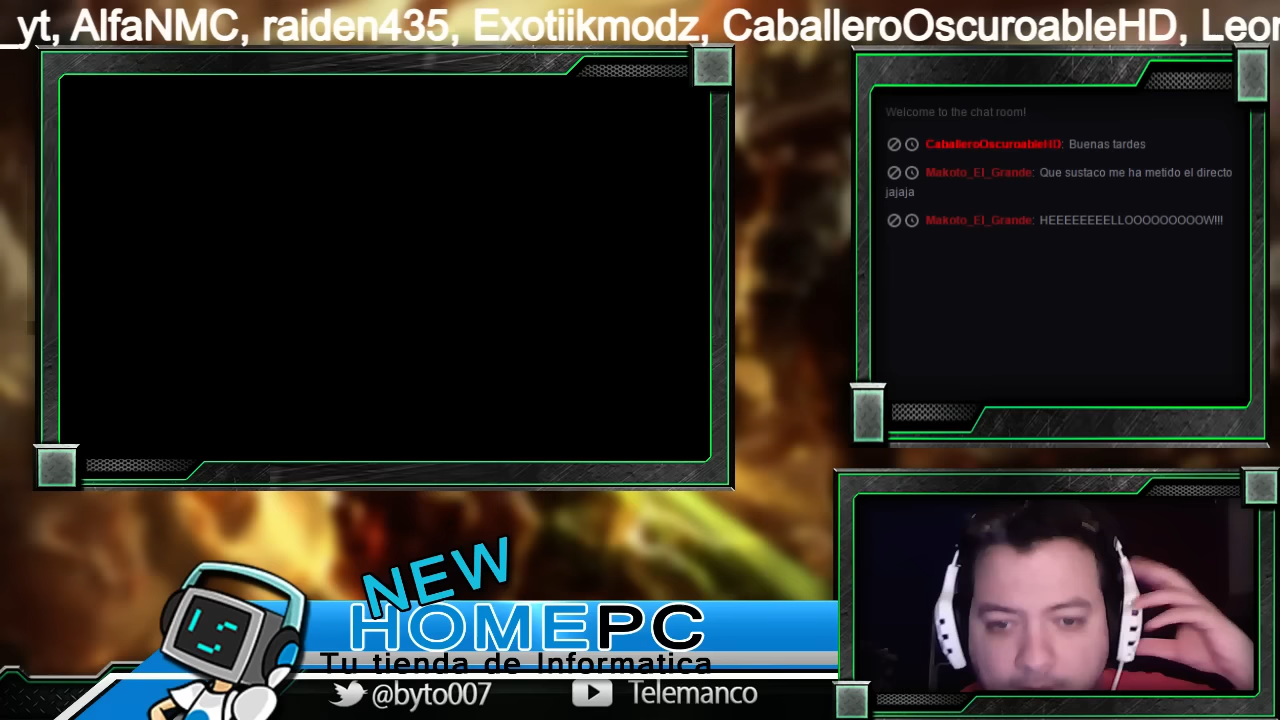 _yt, AlfaNMC, raiden435, Exotiikmodz, CaballeroOscuroableHD, Leor
Welcome to the chat room!
CaballeroOscuroableHD: Buenas tardes
Makoto_El_Grande: Que sustaco me ha metido el directo
jajaja
Makoto_El_Grande: HEEEEEEEELLOOOOOOOOOW!!!
NEW
HOMEPC
Tu tienda de Informatica
@byto007
Telemanco